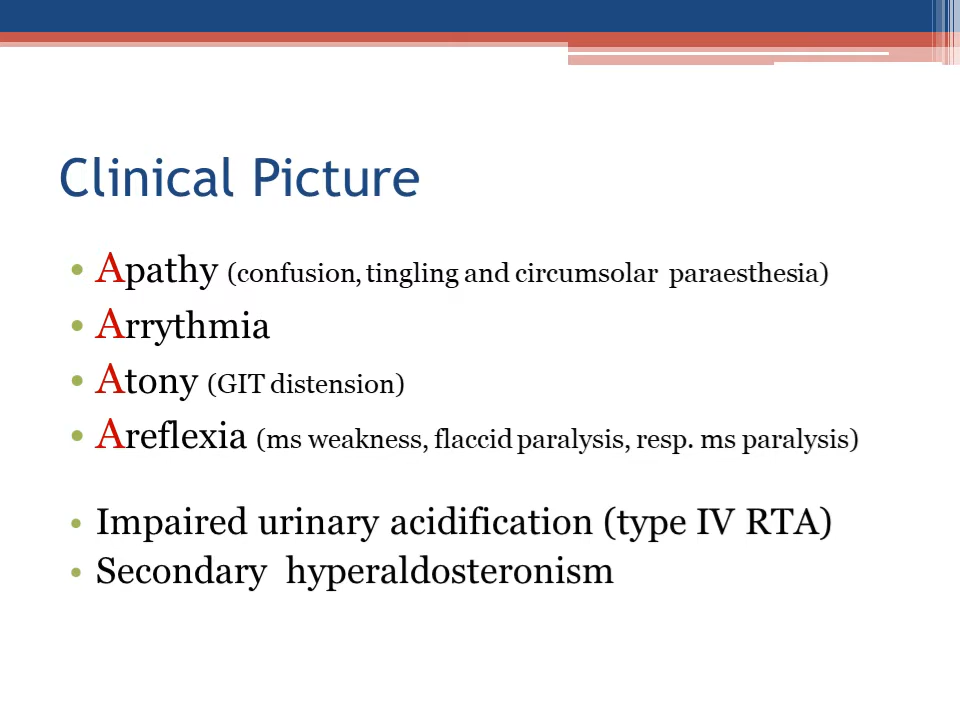 Clinical Picture
• Apathy (confusion, tingling and circumsolar paraesthesia)
• Arrythmia
• Atony (GIT distension)
• Areflexia (ms weakness, flaccid paralysis, resp. ms paralysis)
• Impaired urinary acidification (type IV RTA)
• Secondary hyperaldosteronism